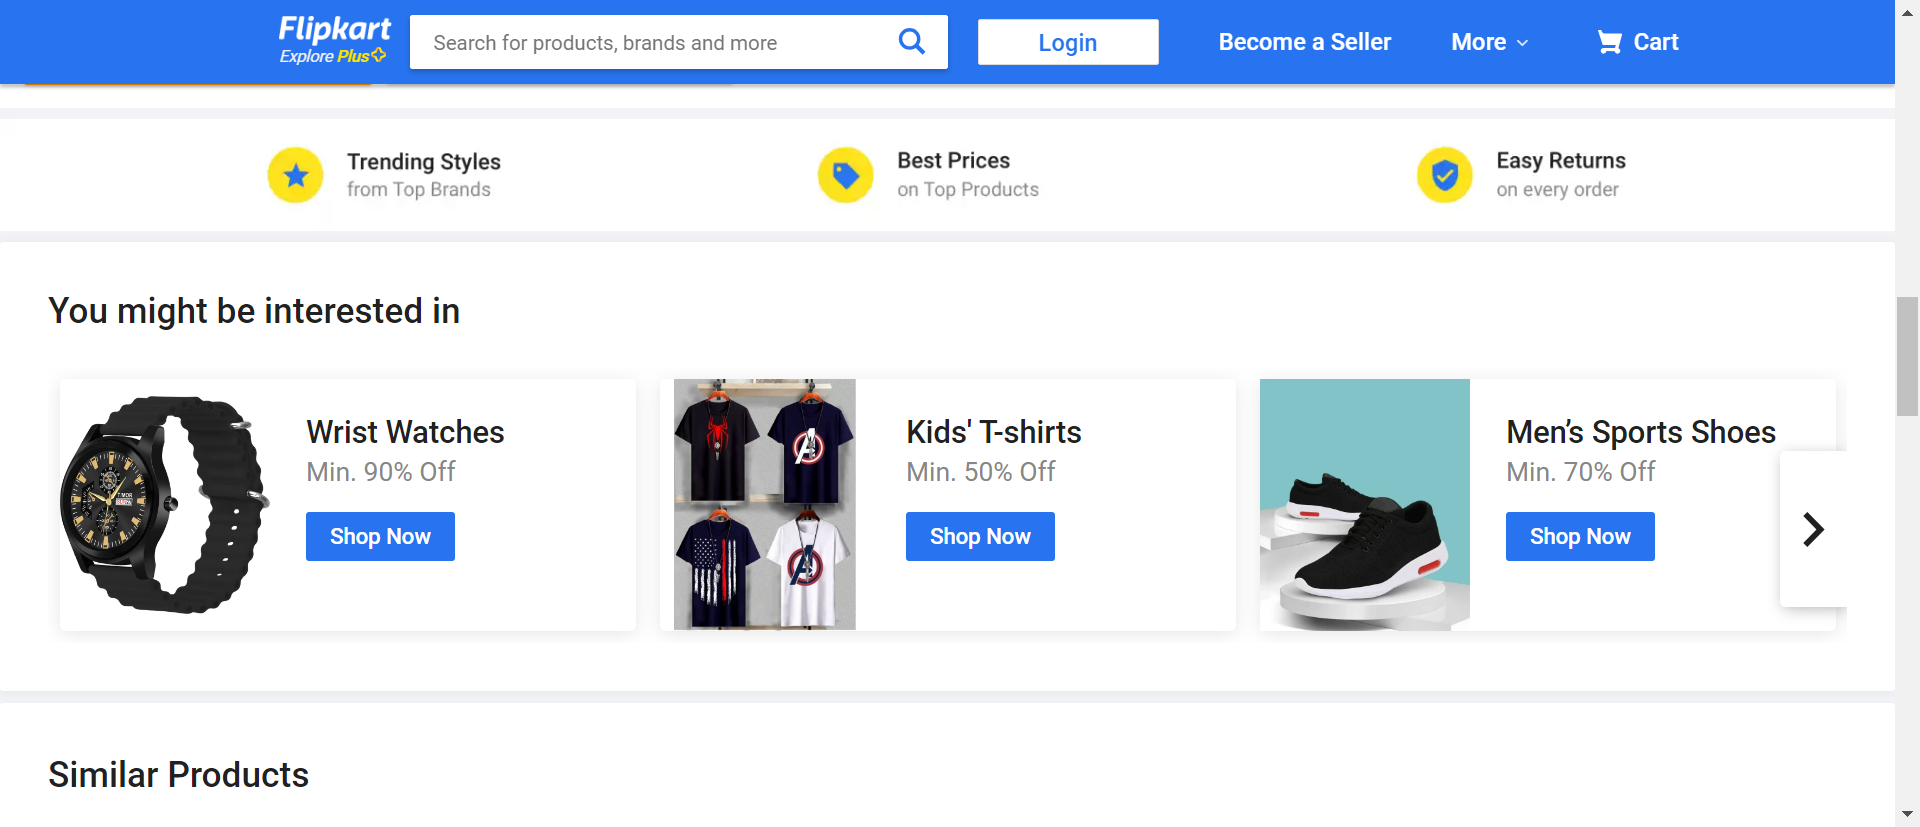 Flipkart
Explore Plus
Search for products, brands and more
Login
Become a Seller
More
Cart
Trending Styles
from Top Brands
Best Prices
on Top Products
Easy Returns
on every order
You might be interested in
Wrist Watches
Min. 90% Off
Shop Now
Kids' T-shirts
Min. 50% Off
Shop Now
Men’s Sports Shoes
Min. 70% Off
Shop Now
Similar Products